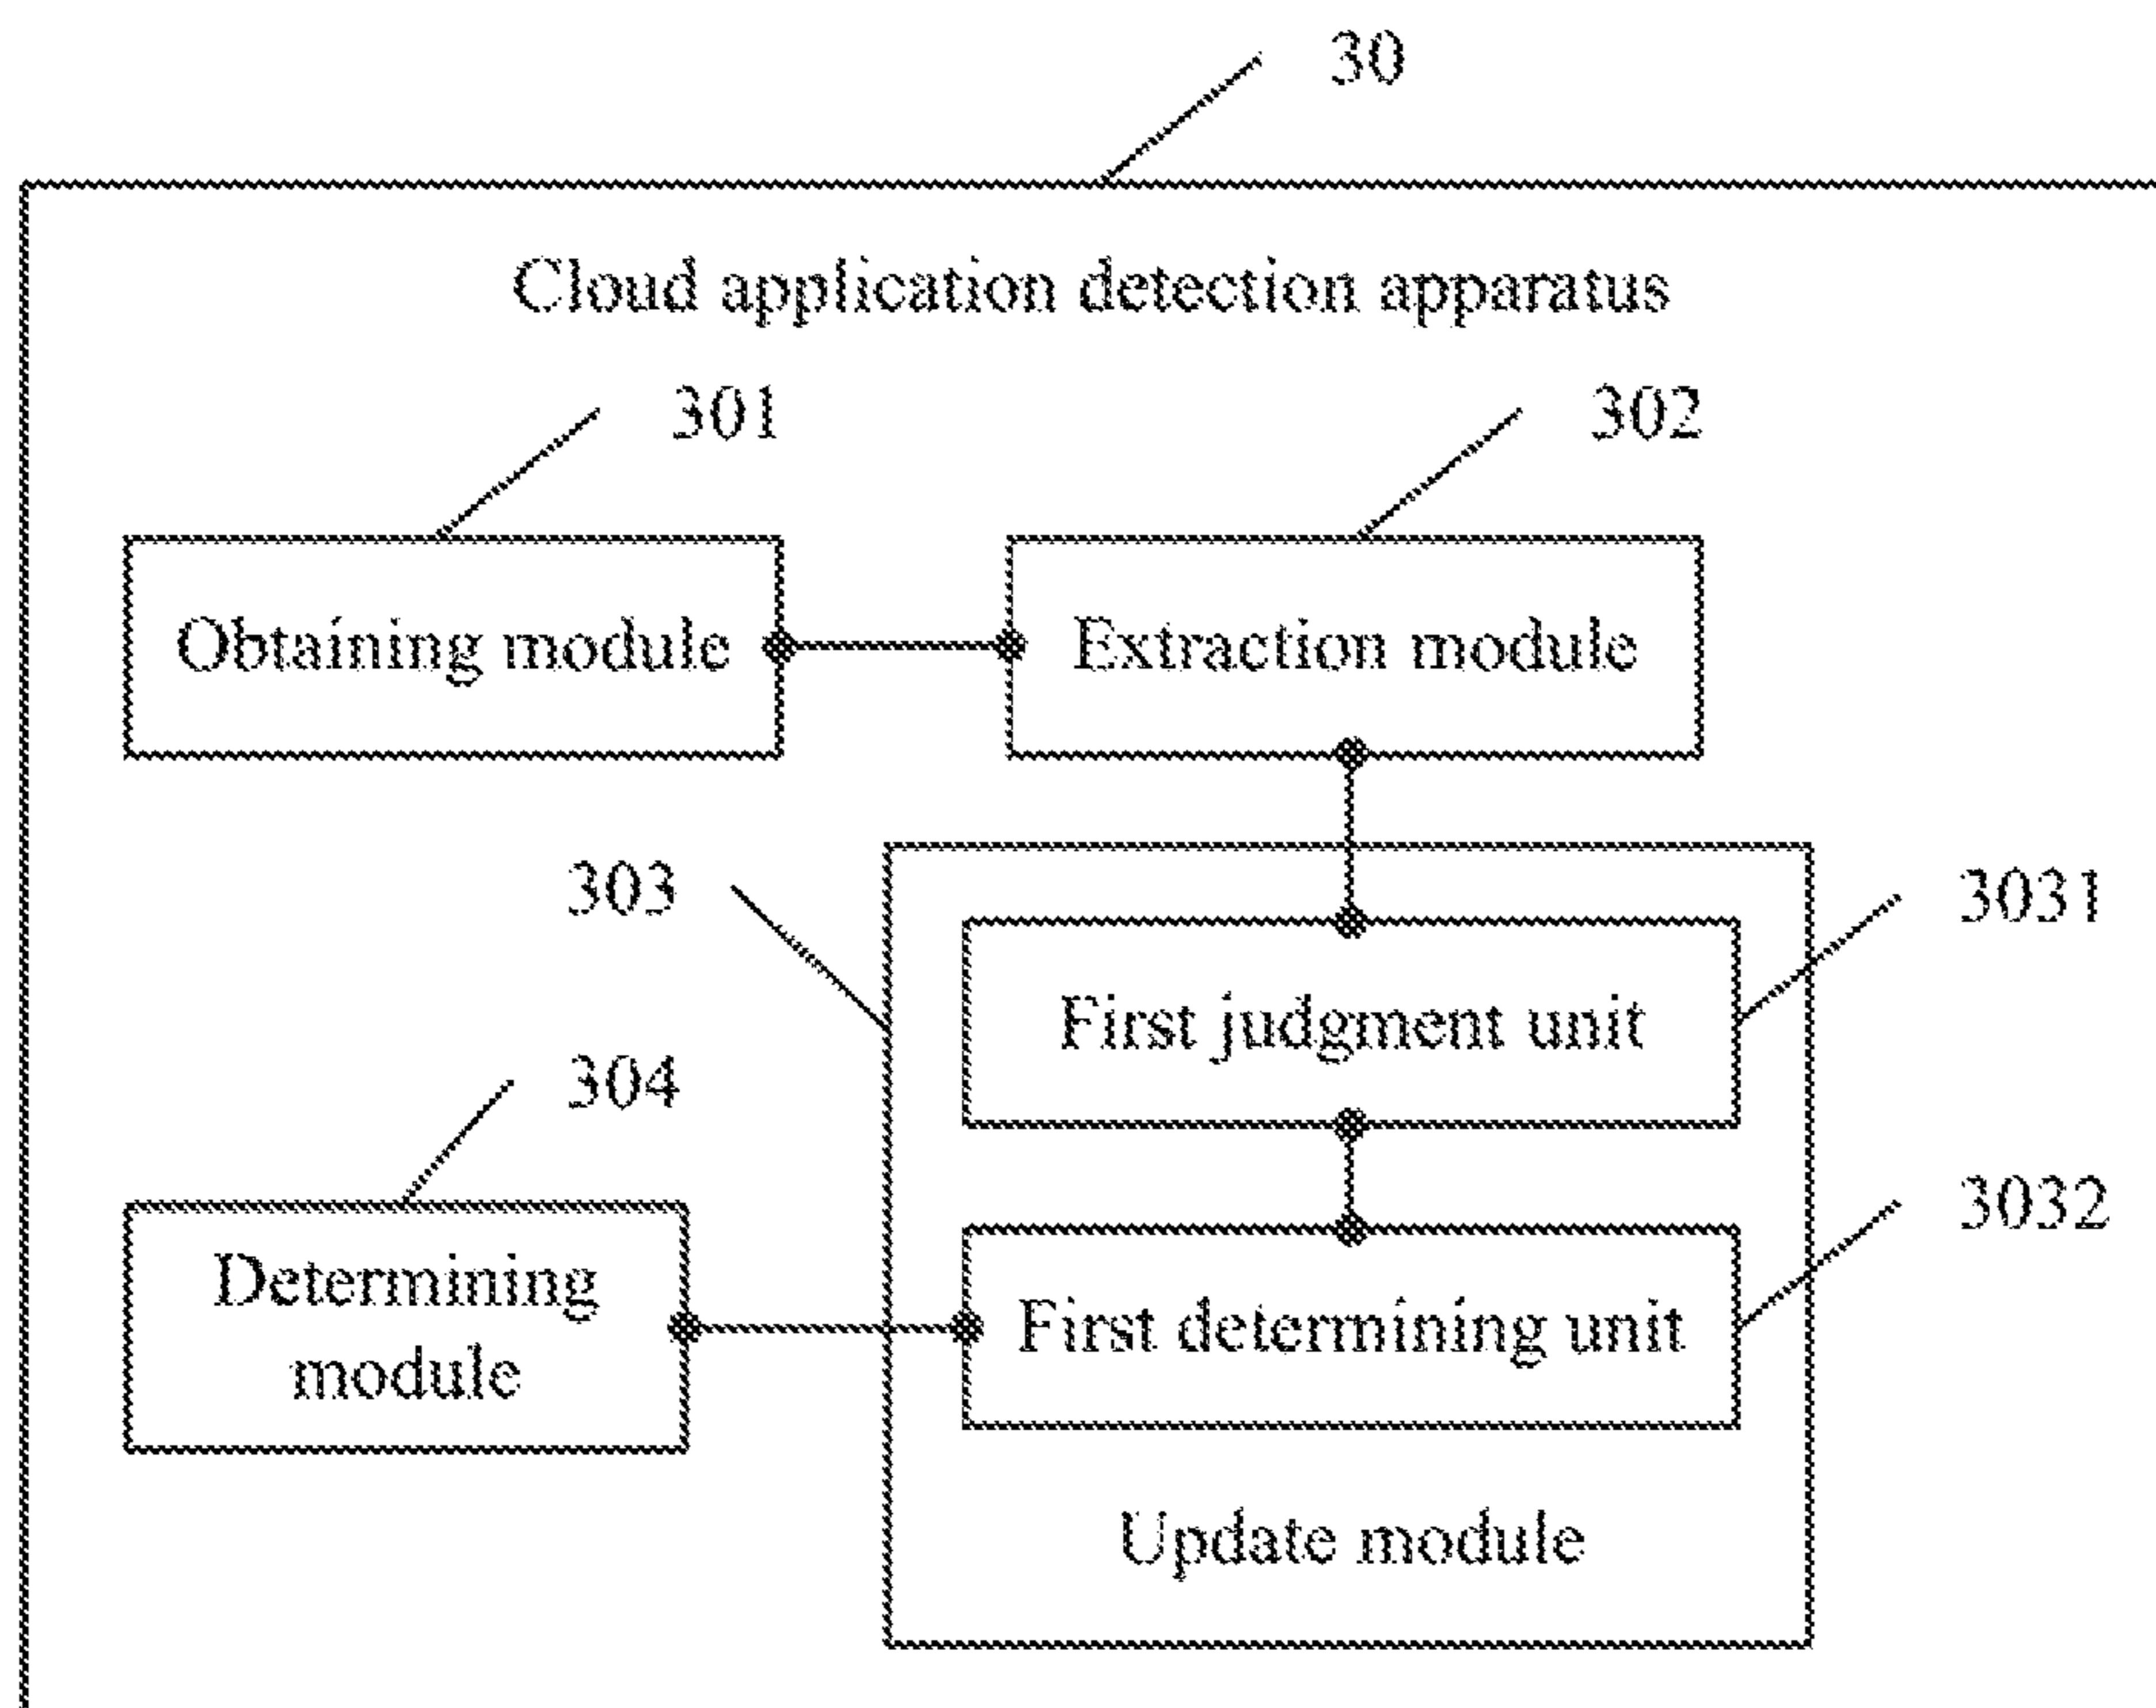 30
Cloud application detection apparatus
301
302
Obtaining module
Extraction module
303
3031
First judgment unit
304
3032
Determining
module
First determining unit
Update module